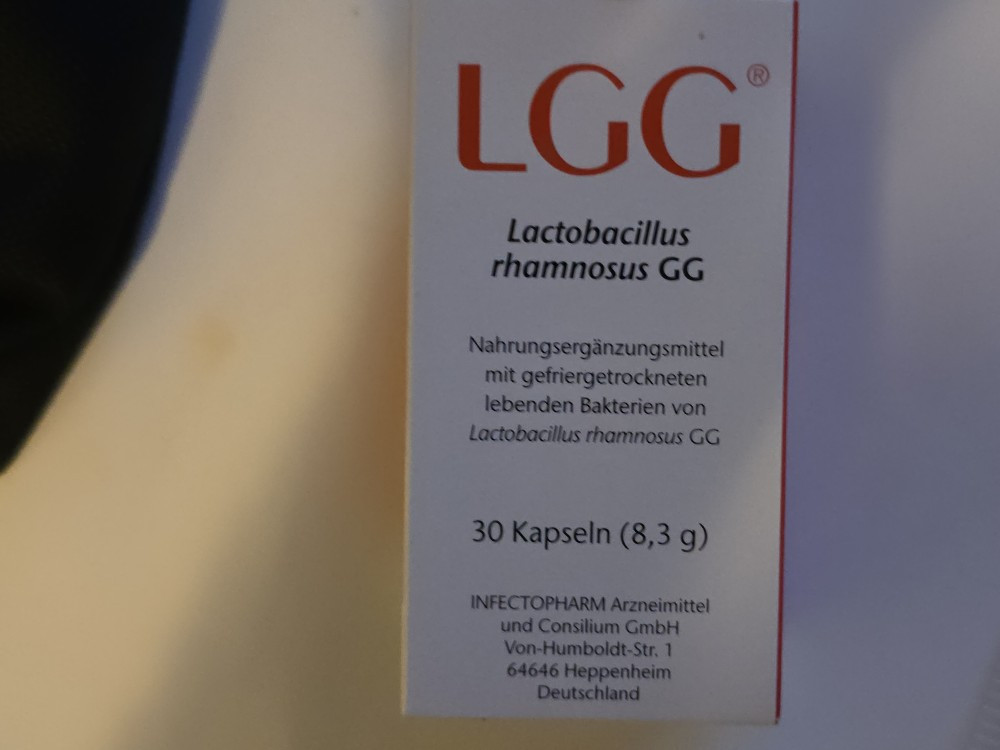 LGG®
Lactobacillus
rhamnosus GG
Nahrungsergänzungsmittel
mit gefriergetrockneten
lebenden Bakterien von
Lactobacillus rhamnosus GG
30 Kapseln (8,3 g)
INFECTOPHARM Arzneimittel
und Consilium GmbH
Von-Humboldt-Str. 1
64646 Heppenheim
Deutschland